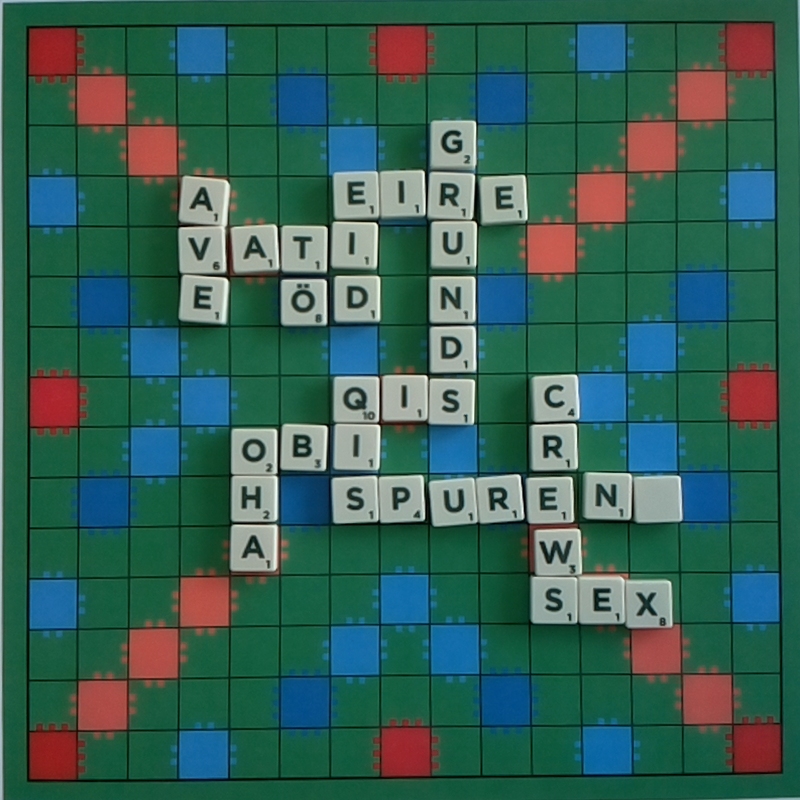 G
A EIRE
VATI U
E ÖD N
D
QIS C
OBI R
H SPUREN
A W
SEX